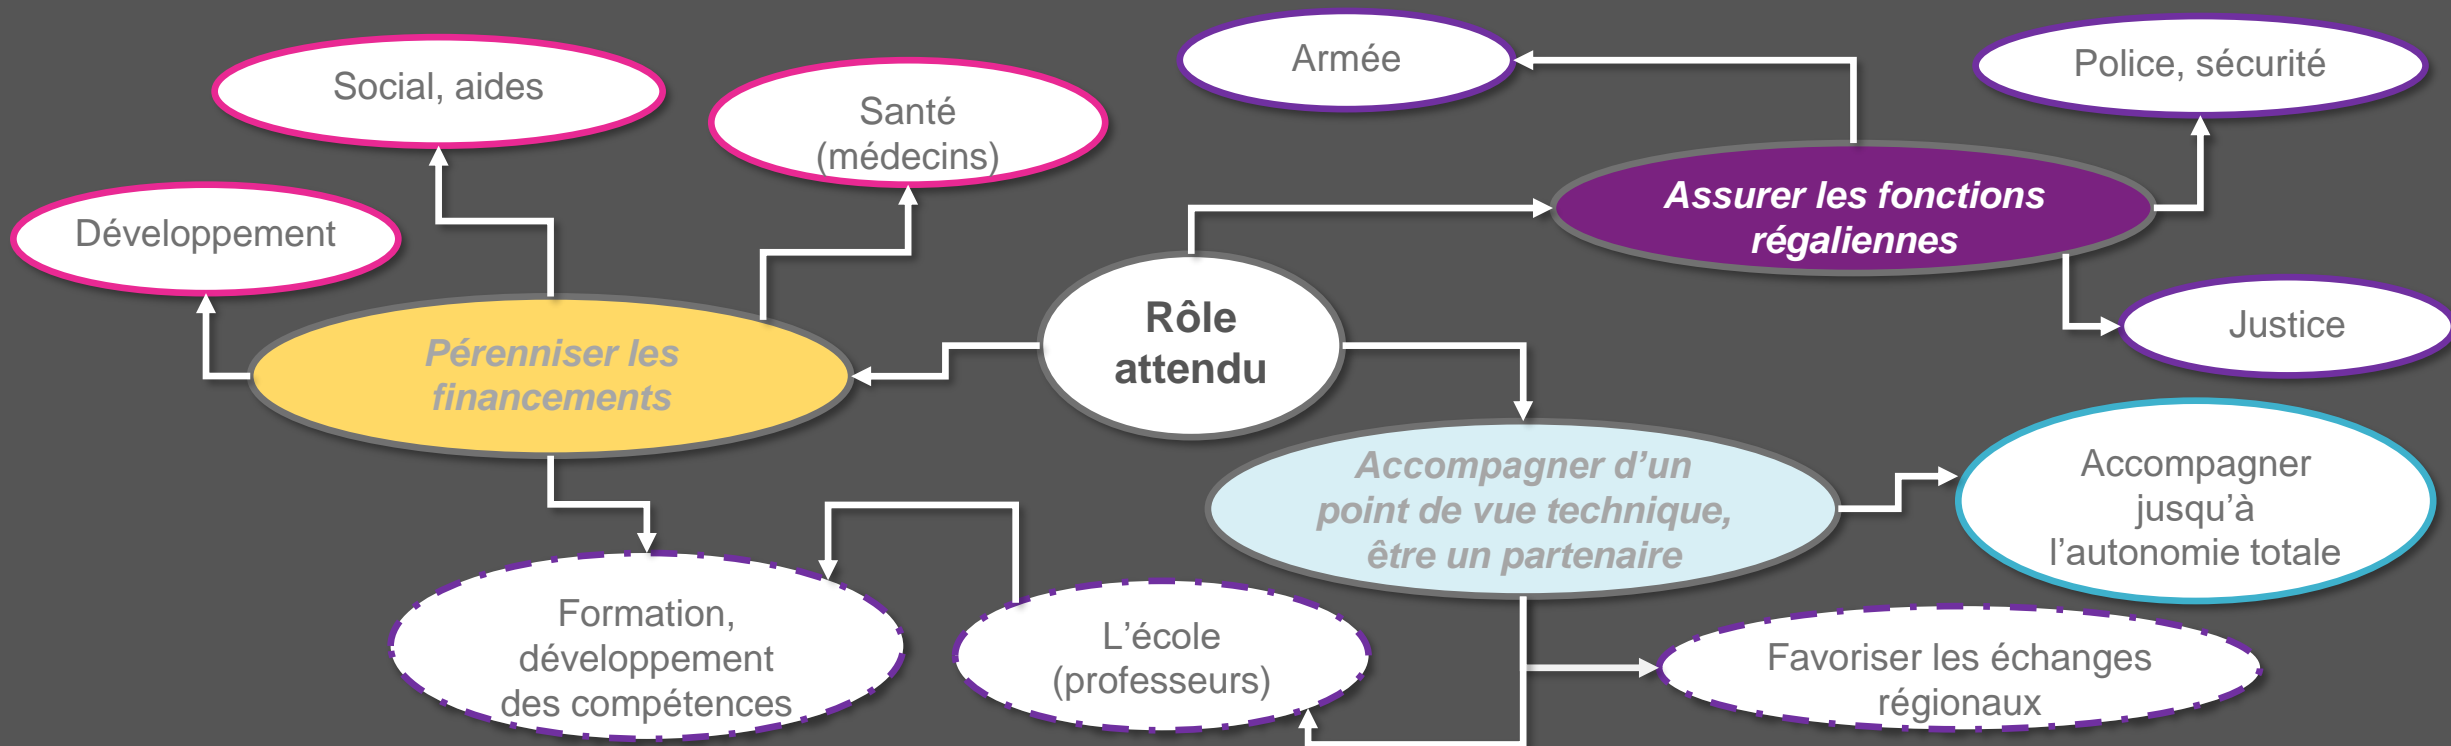 Social, aides
Santé
(médecins)
Développement
Pérenniser les
financements
Armée
Police, sécurité
Assurer les fonctions
régaliennes
Justice
Rôle
attendu
Accompagner d’un
point de vue technique,
être un partenaire
Accompagner
jusqu’à
l’autonomie totale
Formation,
développement
des compétences
L’école
(professeurs)
Favoriser les échanges
régionaux